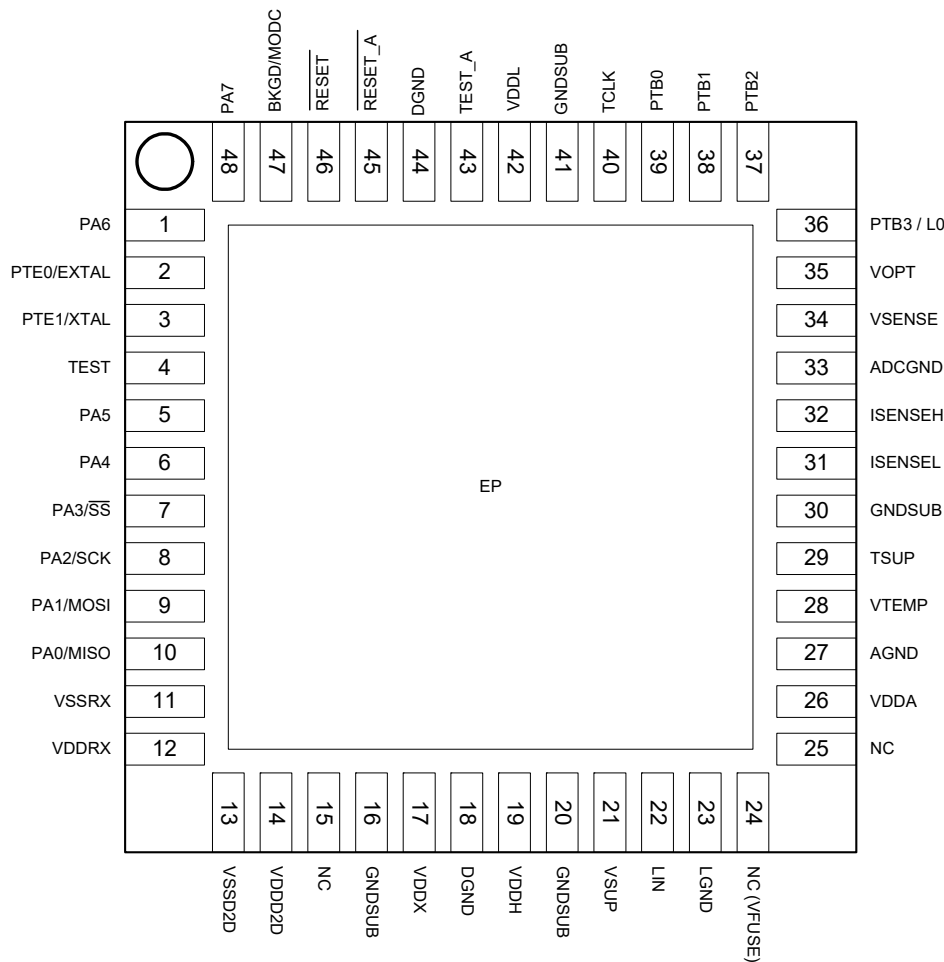 PA7
BKGD/MODC
RESET
RESET_A
DGND
TEST_A
VDDL
GNDSUB
TCLK
PTB0
PTB1
PTB2
48
47
46
45
44
43
42
41
40
39
38
37
PA6 1
PTE0/EXTAL 2
PTE1/XTAL 3
TEST 4
PA5 5
PA4 6
PA3/SS 7
PA2/SCK 8
PA1/MOSI 9
PA0/MISO 10
VSSRX 11
VDDRX 12
EP
36 PTB3 / L0
35 VOPT
34 VSENSE
33 ADCGND
32 ISENSEH
31 ISENSEL
30 GNDSUB
29 TSUP
28 VTEMP
27 AGND
26 VDDA
25 NC
13
14
15
16
17
18
19
20
21
22
23
24
VSSD2D
VDDD2D
NC
GNDSUB
VDDX
DGND
VDDH
GNDSUB
VSUP
LIN
LGND
NC (VFUSE)